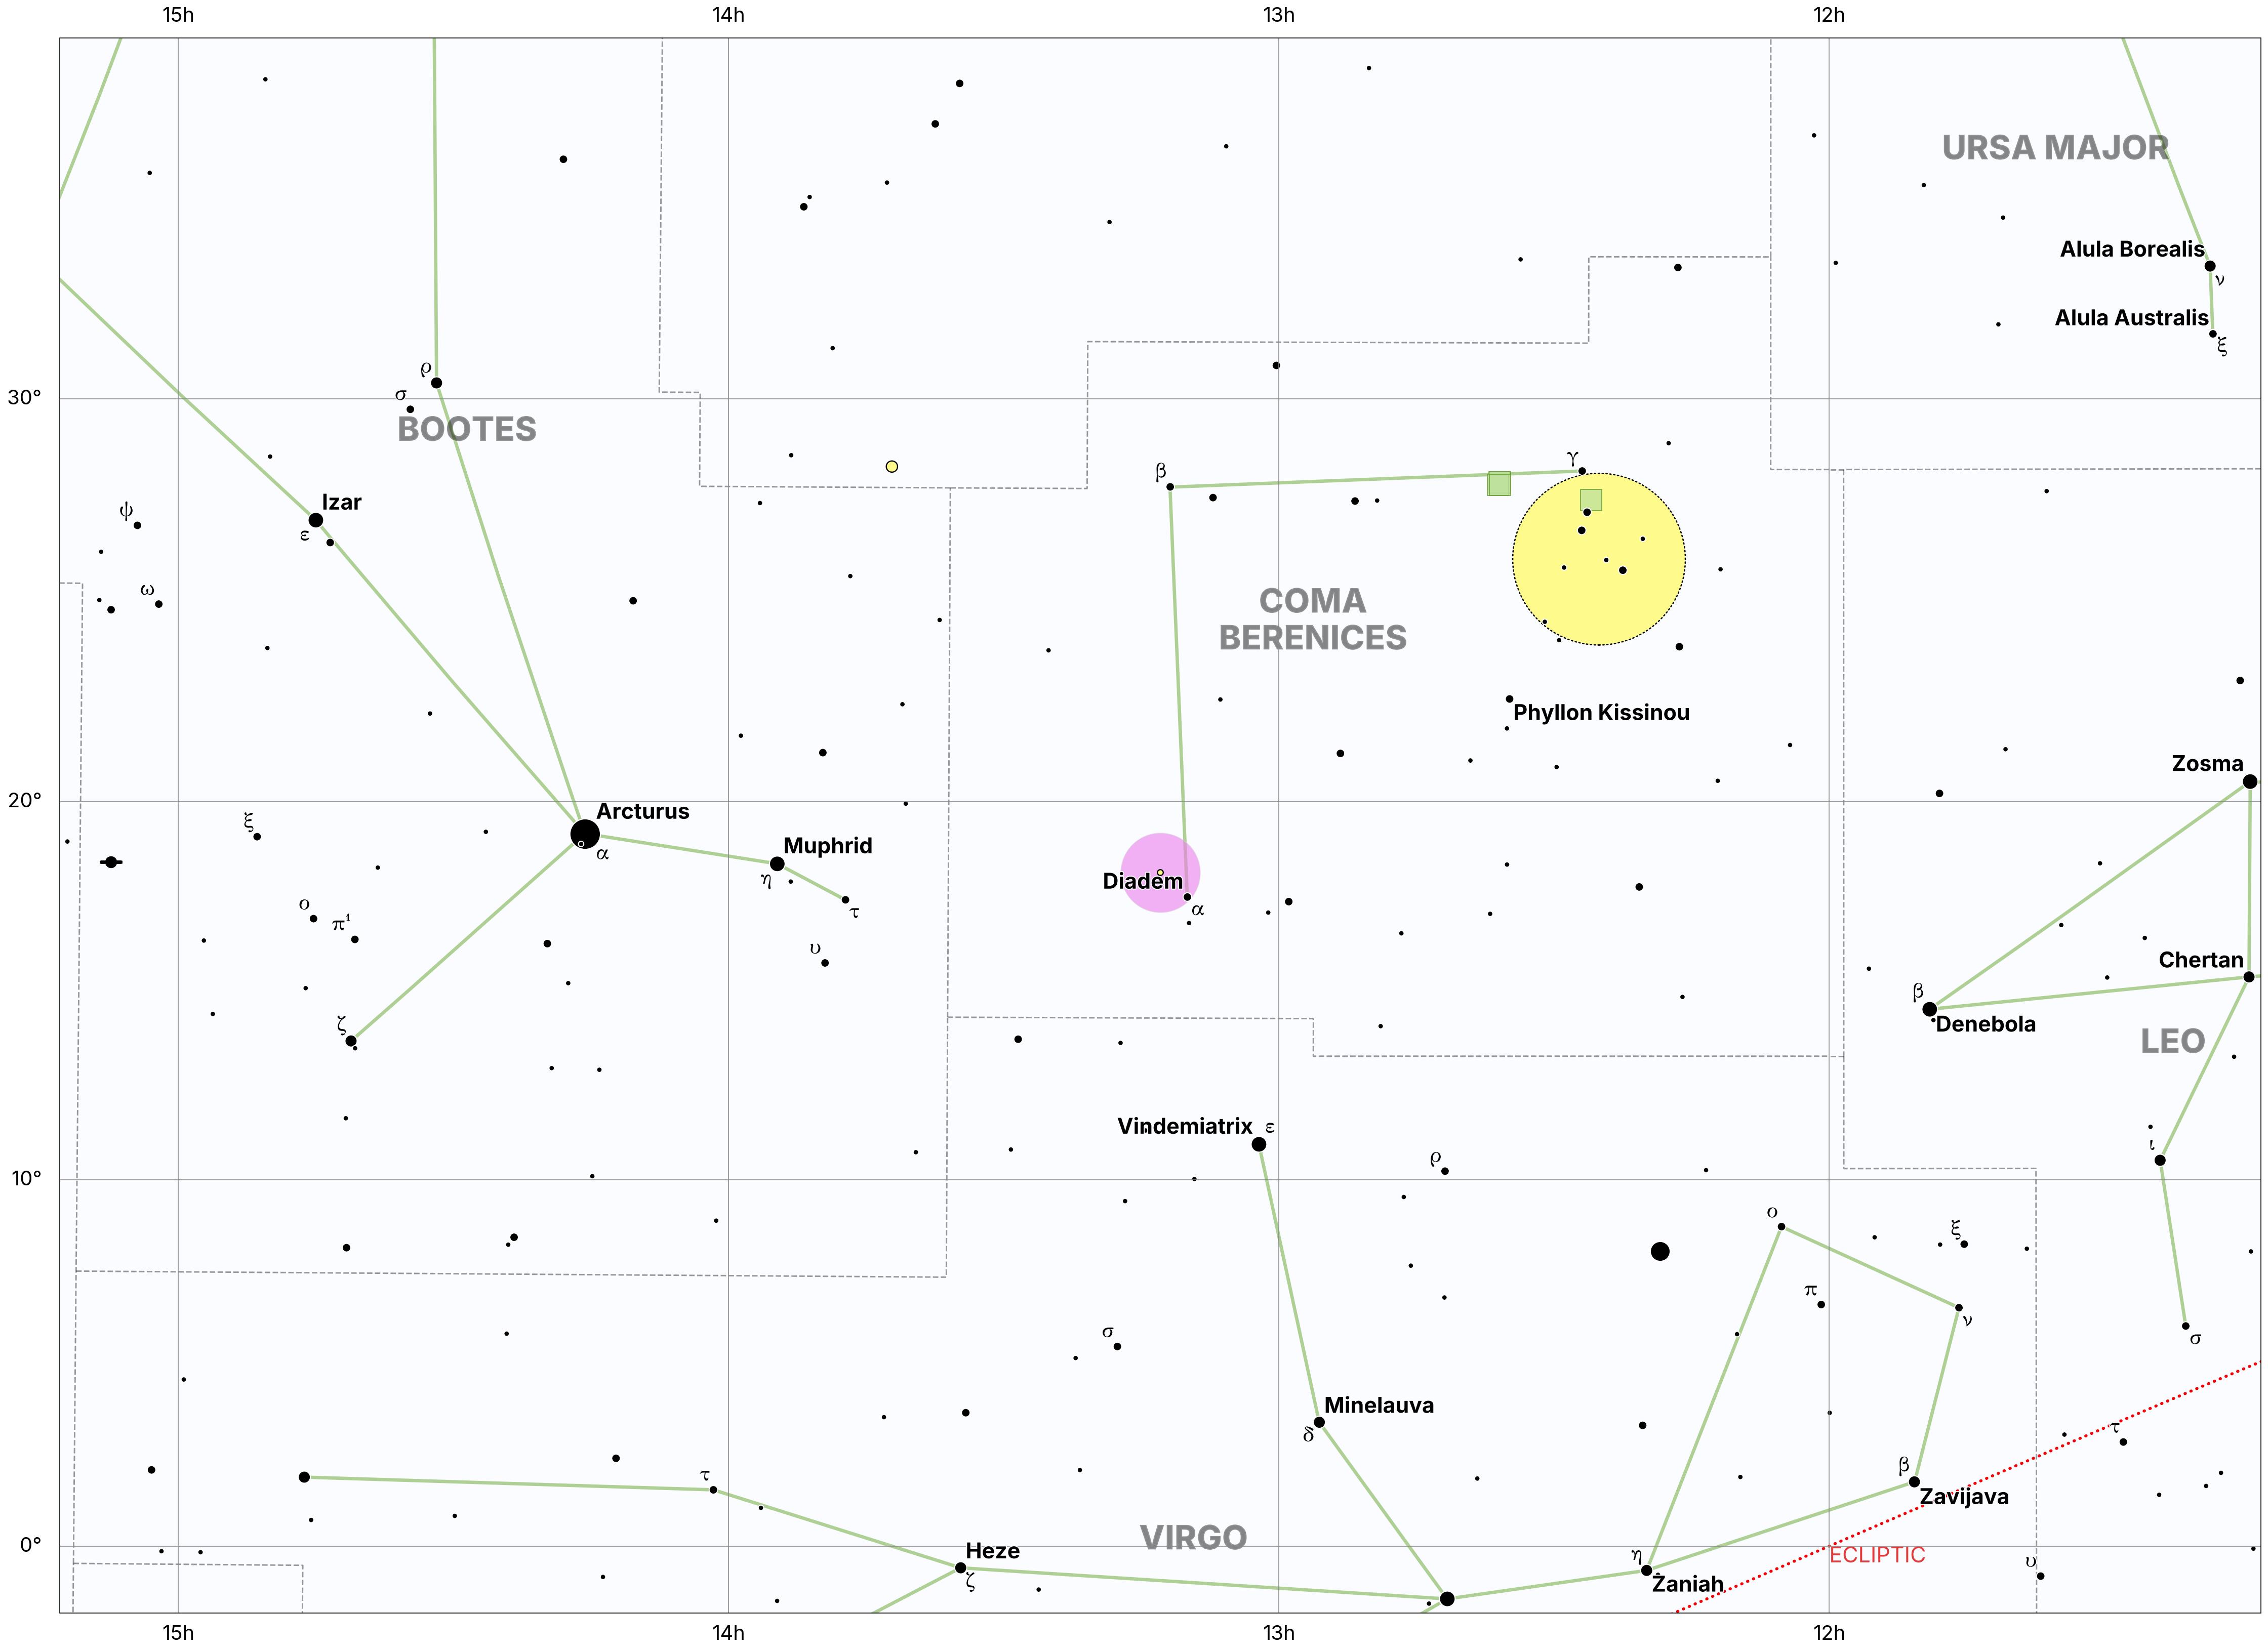 15h
14h
13h
12h
URSA MAJOR
Alula Borealis
ν
Alula Australis
ξ
ρ
30°
σ
BOOTES
β
γ
Izar
ψ
ε
ω
COMA
BERENICES
Phyllon Kissinou
Zosma
20°
Arcturus
ξ
α
Muphrid
η
Diadem
ο
τ
α
π¹
υ
Chertan
β
Denebola
ζ
LEO
Vindemiatrix
ε
ι
ρ
10°
ο
ξ
π
ν
σ
σ
Minelauva
δ
τ
β
τ
Zavijava
VIRGO
0°
Heze
ζ
η
ECLIPTIC
υ
Zaniah
15h
14h
13h
12h